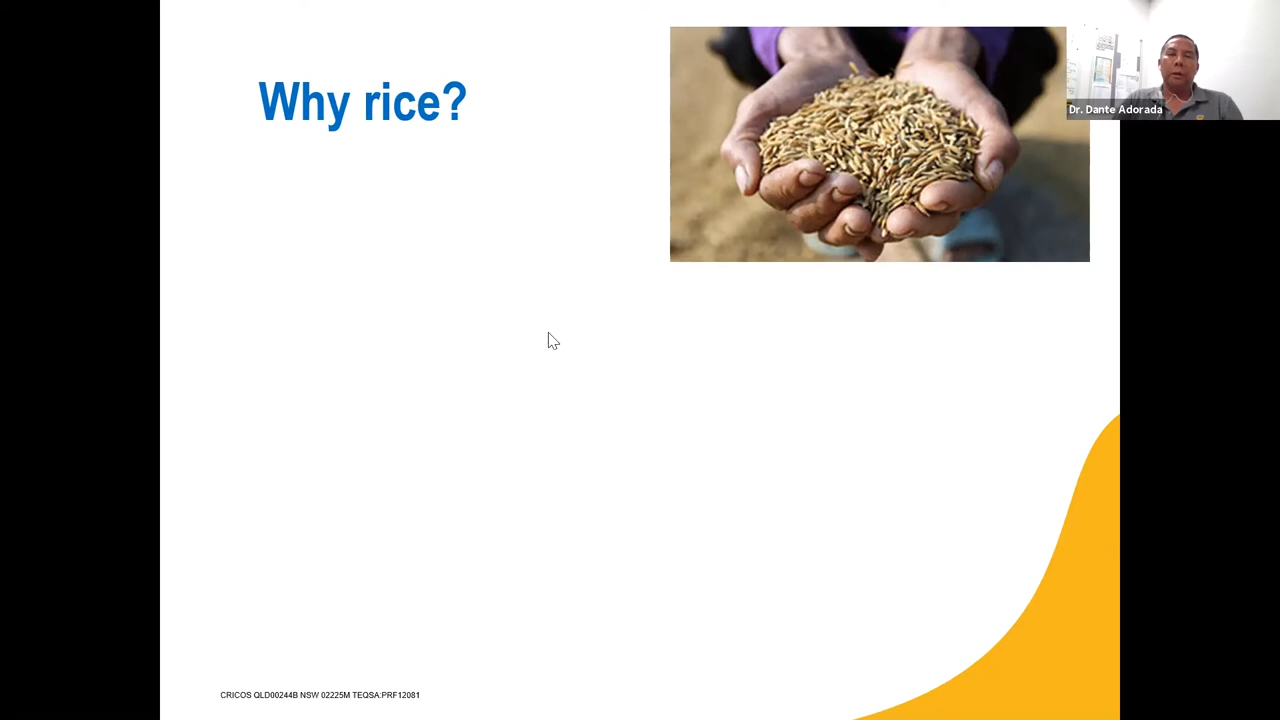 Why rice?
Dr. Dante Adorada
CRICOS QLD00244B NSW 02225M TEQSA:PRF12081